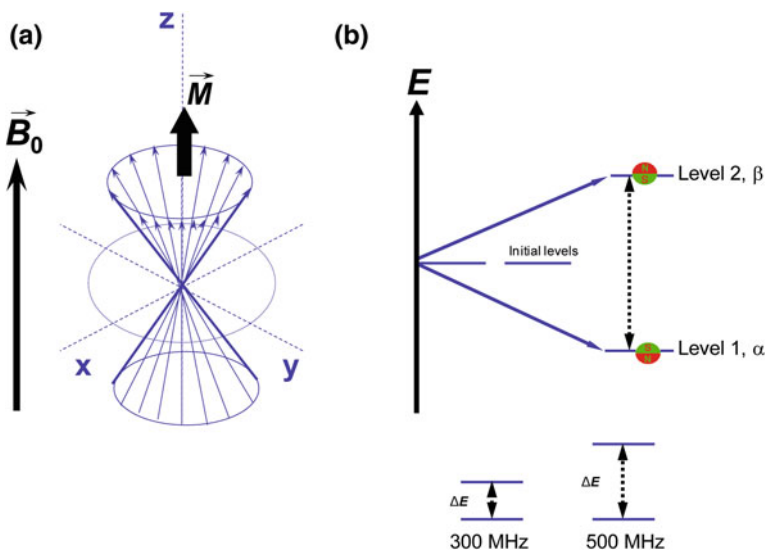 (a)
z
M
B0
x
y
(b)
E
N
S
Level 2, β
Initial levels
S
N
Level 1, α
ΔE
ΔE
300 MHz
500 MHz